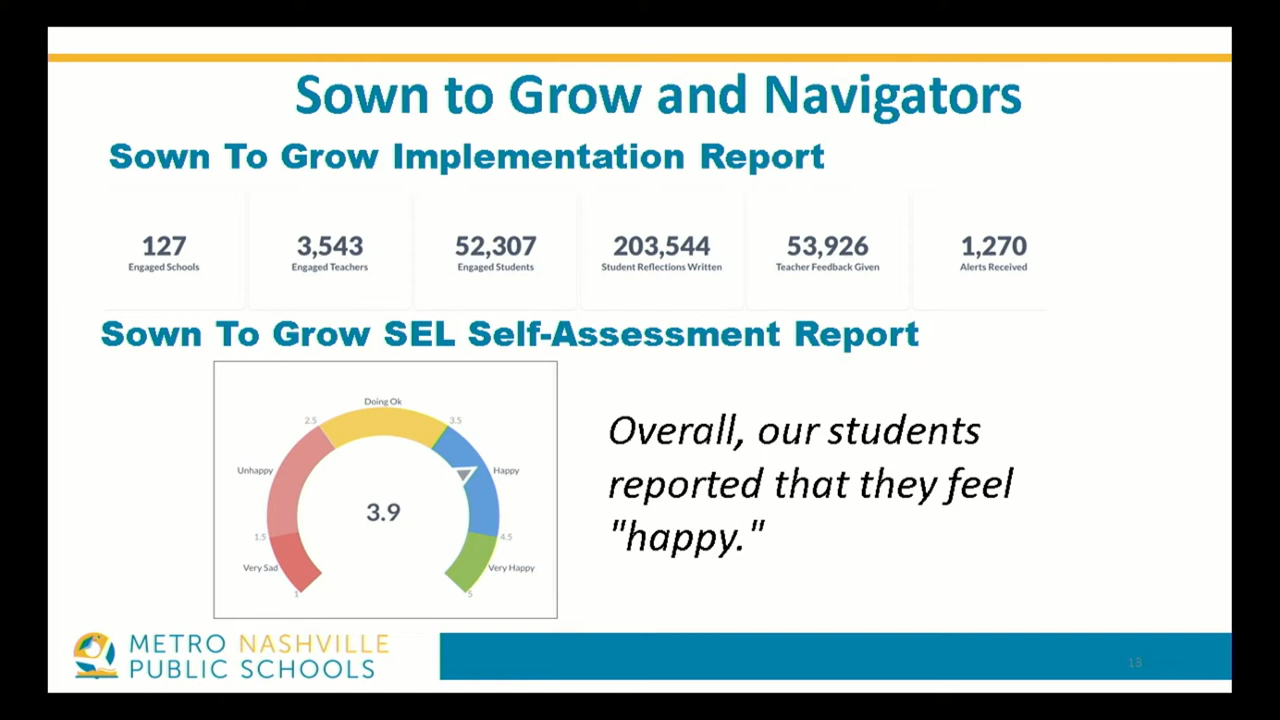 Sown to Grow and Navigators
Sown To Grow Implementation Report
127
Engaged Schools
3,543
Engaged Teachers
52,307
Engaged Students
203,544
Student Reflections Written
53,926
Teacher Feedback Given
1,270
Alerts Received
Sown To Grow SEL Self-Assessment Report
Doing Ok
2.5
3.5
Unhappy
Happy
3.9
1.5
4.5
Very Sad
Very Happy
1
5
Overall, our students
reported that they feel
"happy."
METRO NASHVILLE
PUBLIC SCHOOLS
13